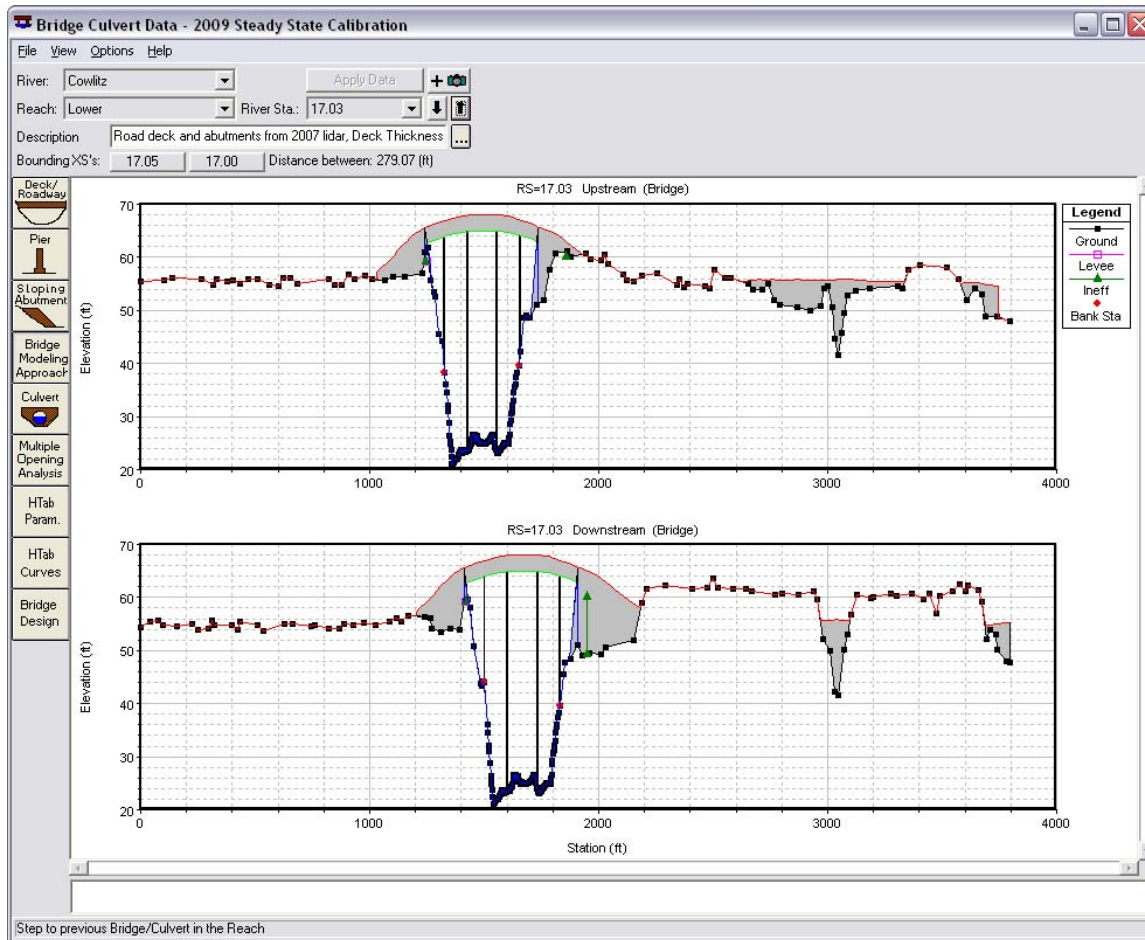 Bridge Culvert Data - 2009 Steady State Calibration
File View Options Help
River: Cowlitz Apply Data
Reach: Lower River Sta.: 17.03
Description Road deck and abutments from 2007 lidar, Deck Thickness ...
Bounding XS's: 17.05 17.00 Distance between: 279.07 (ft)
Deck/
Roadway
Pier
Sloping
Abutment
Bridge
Modeling
Approach
Culvert
Multiple
Opening
Analysis
HTab
Param.
HTab
Curves
Bridge
Design
RS=17.03 Upstream (Bridge)
Elevation (ft)
70
60
50
40
30
20
0 1000 2000 3000 4000
Legend
Ground
Levee
Ineff
Bank Sta
RS=17.03 Downstream (Bridge)
Elevation (ft)
70
60
50
40
30
20
0 1000 2000 3000 4000
Station (ft)
Step to previous Bridge/Culvert in the Reach